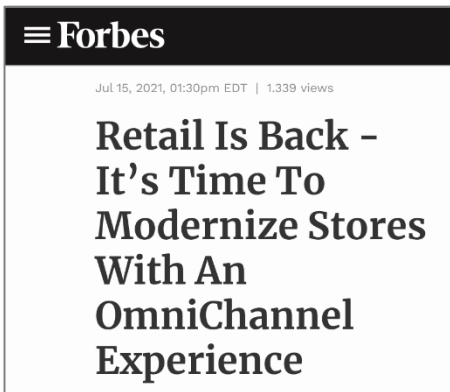 Forbes
Jul 15, 2021, 01:30pm EDT | 1.339 views
Retail Is Back -
It’s Time To
Modernize Stores
With An
OmniChannel
Experience